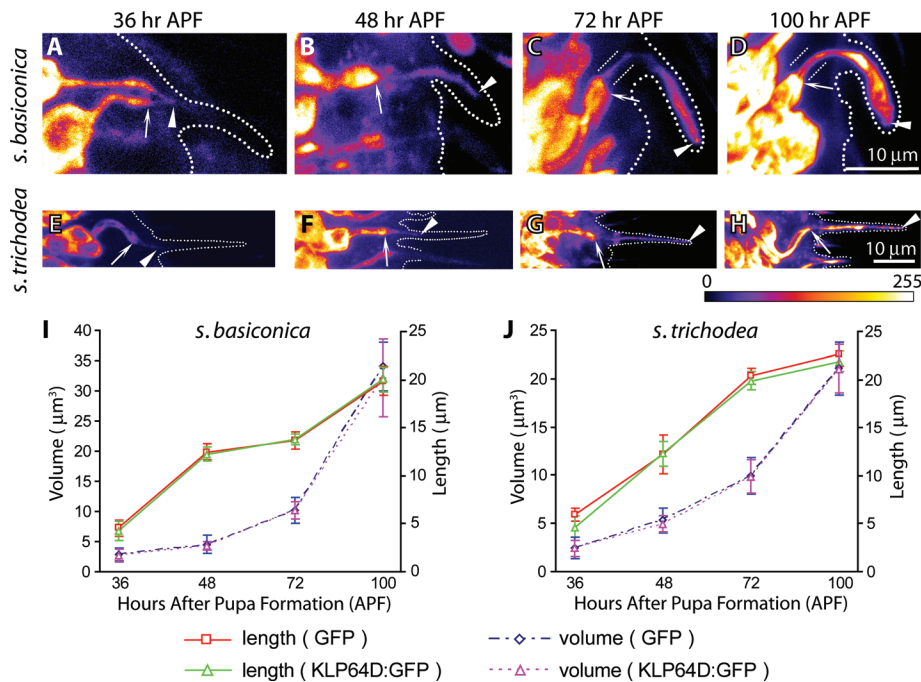 36 hr APF 48 hr APF 72 hr APF 100 hr APF
s. basiconica
A B C D
10 µm
s. trichodea
E F G H
10 µm
0 255
I s. basiconica
Volume (µm³)
40
35
30
25
20
15
10
5
0
25
20
15
10
5
0
Length (µm)
36 48 72 100
Hours After Pupa Formation (APF)
J s. trichodea
Volume (µm³)
25
20
15
10
5
0
25
20
15
10
5
0
Length (µm)
36 48 72 100
Hours After Pupa Formation (APF)
length ( GFP ) volume ( GFP )
length ( KLP64D:GFP ) volume ( KLP64D:GFP )